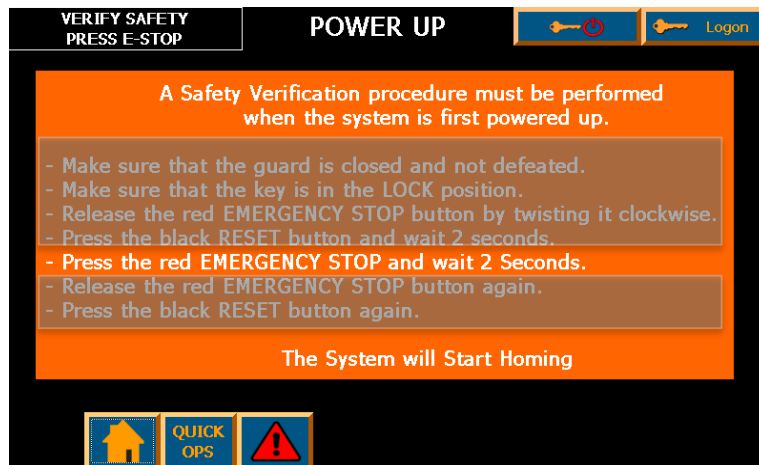 VERIFY SAFETY
PRESS E-STOP
POWER UP
Logon
A Safety Verification procedure must be performed
when the system is first powered up.
- Make sure that the guard is closed and not defeated.
- Make sure that the key is in the LOCK position.
- Release the red EMERGENCY STOP button by twisting it clockwise.
- Press the black RESET button and wait 2 seconds.
- Press the red EMERGENCY STOP and wait 2 Seconds.
- Release the red EMERGENCY STOP button again.
- Press the black RESET button again.
The System will Start Homing
QUICK
OPS